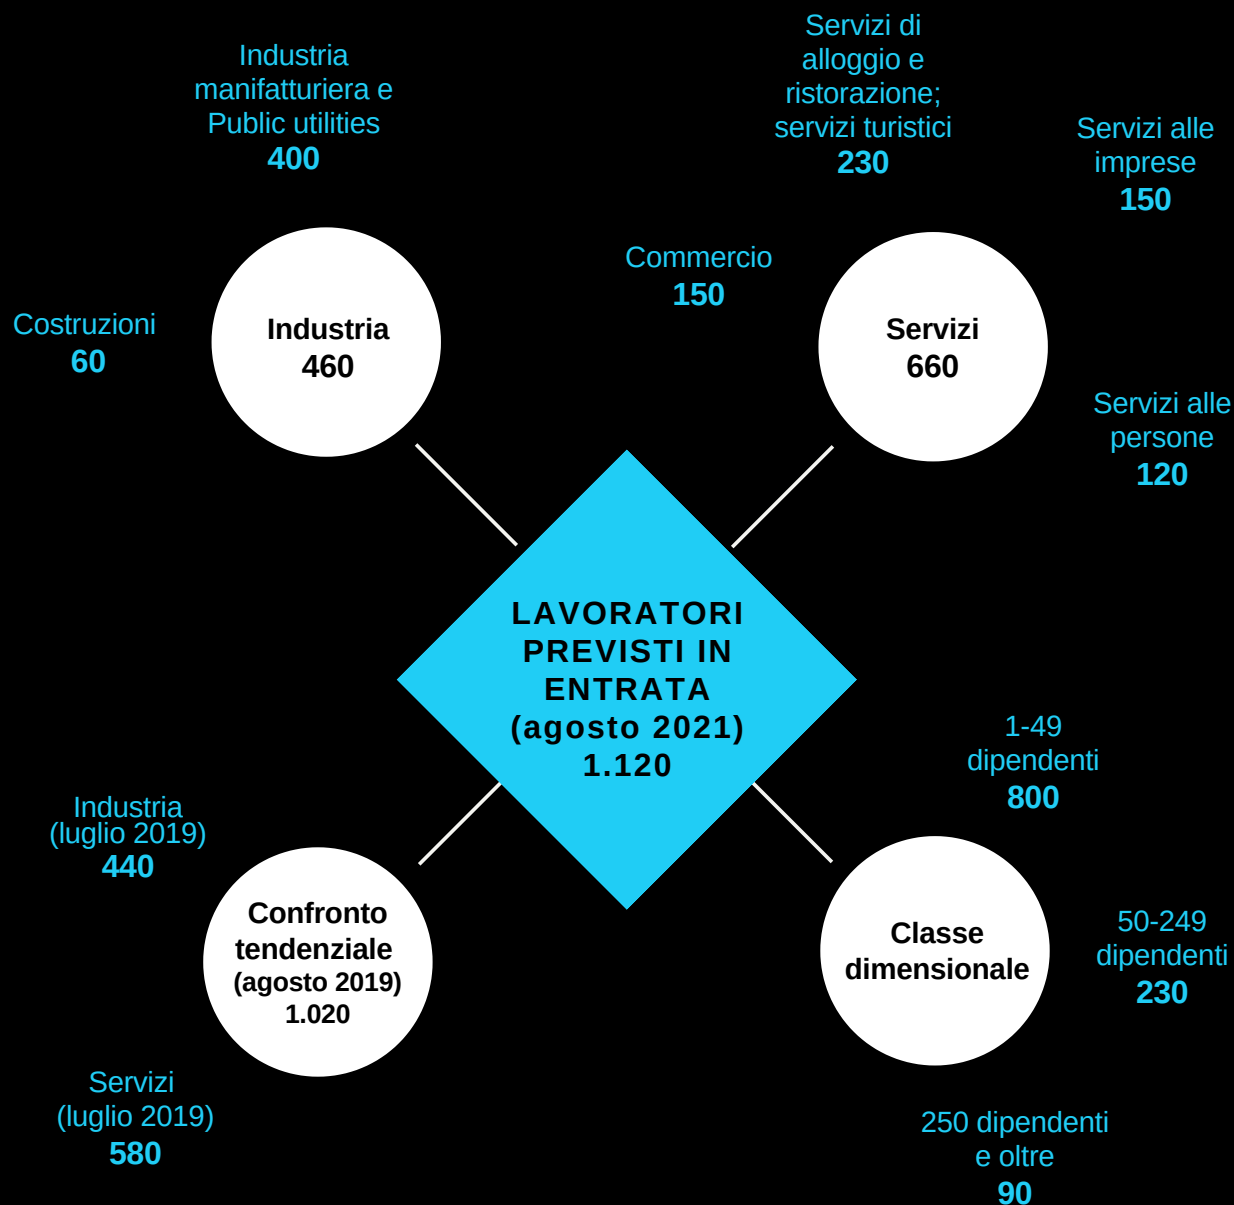 Industria
manifatturiera e
Public utilities
400
Costruzioni
60
Industria
460
Servizi di
alloggio e
ristorazione;
servizi turistici
230
Servizi alle
imprese
150
Commercio
150
Servizi
660
Servizi alle
persone
120
LAVORATORI
PREVISTI IN
ENTRATA
(agosto 2021)
1.120
Industria
(luglio 2019)
440
Confronto
tendenziale
(agosto 2019)
1.020
Servizi
(luglio 2019)
580
1-49
dipendenti
800
Classe
dimensionale
50-249
dipendenti
230
250 dipendenti
e oltre
90